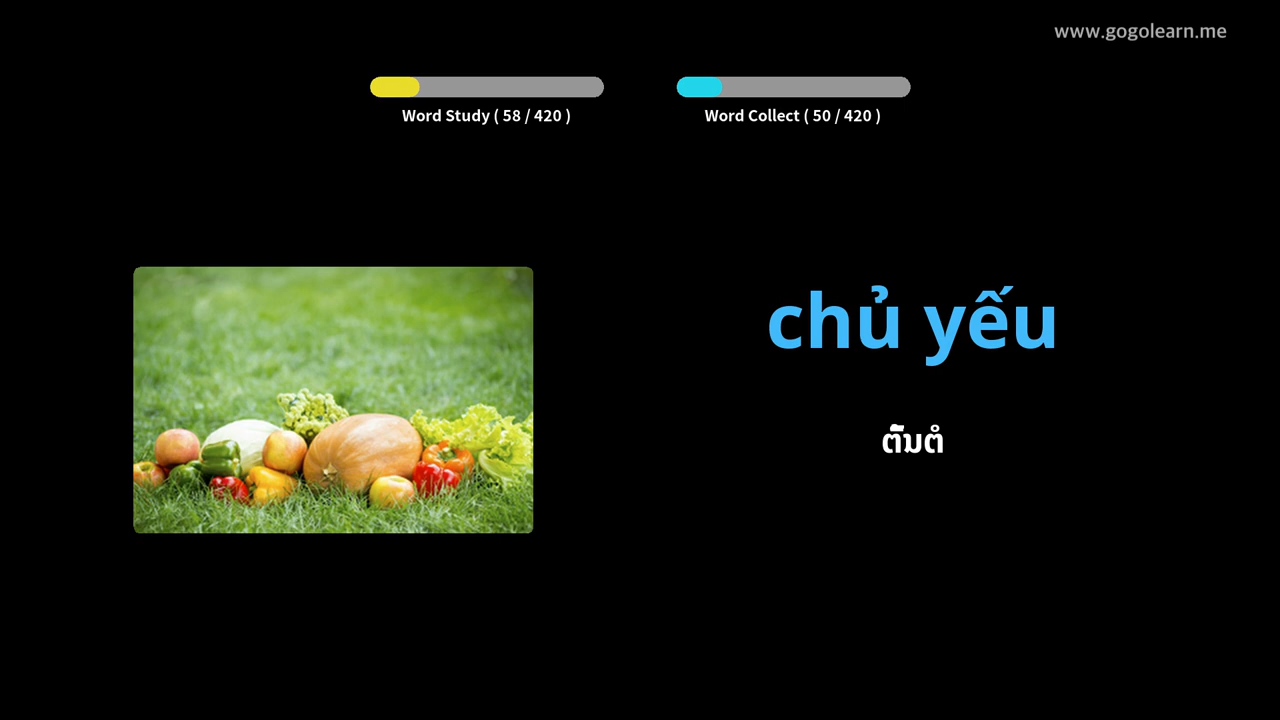 www.gogolearn.me
Word Study ( 58 / 420 )
Word Collect ( 50 / 420 )
chủ yếu
ຕົ້ນຕໍ